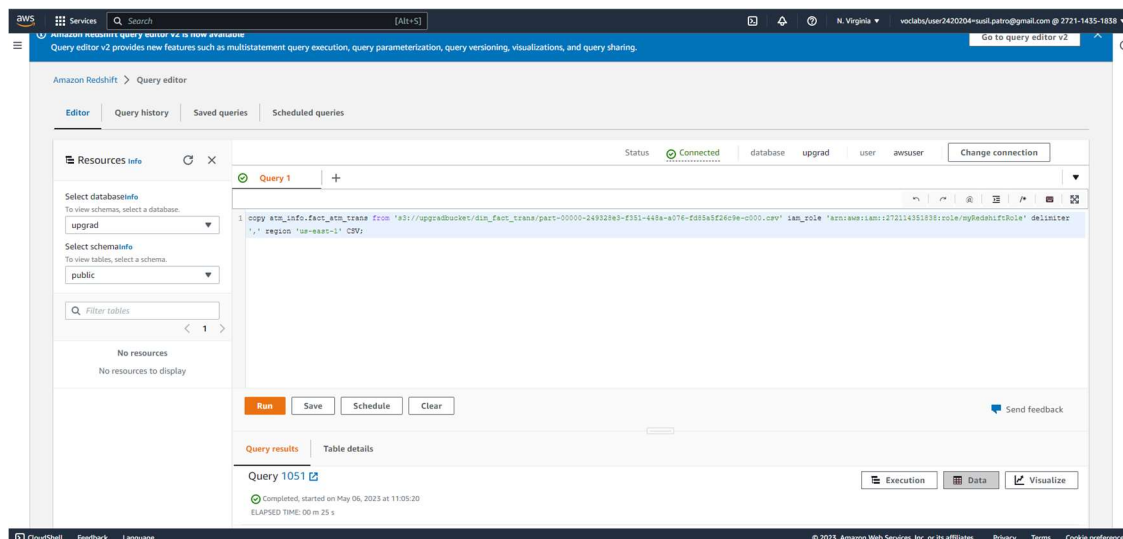 aws Services Search [Alt+S] N. Virginia voclabs/user2420204=susil.patro@gmail.com @ 2721-1435-1838
Amazon Redshift query editor v2 is now available
Query editor v2 provides new features such as multistatement query execution, query parameterization, query versioning, visualizations, and query sharing.
Go to query editor v2
Amazon Redshift > Query editor
Editor Query history Saved queries Scheduled queries
Resources Info
Status Connected database upgrad user awsuser Change connection
Query 1 +
Select database Info
To view schemas, select a database.
upgrad
Select schema Info
To view tables, select a schema.
public
Filter tables
< 1 >
No resources
No resources to display
1 copy atm_info.fact_atm_trans from 's3://upgradbucket/dim_fact_trans/part-00000-249328e3-f351-448a-a076-fd85a5f26c9e-c000.csv' iam_role 'arn:aws:iam::272114351838:role/myRedshiftRole' delimiter
',' region 'us-east-1' CSV;
Run Save Schedule Clear
Send feedback
Query results Table details
Query 1051
Execution Data Visualize
Completed, started on May 06, 2023 at 11:05:20
ELAPSED TIME: 00 m 25 s
CloudShell Feedback Language © 2023, Amazon Web Services, Inc. or its affiliates. Privacy Terms Cookie preferences